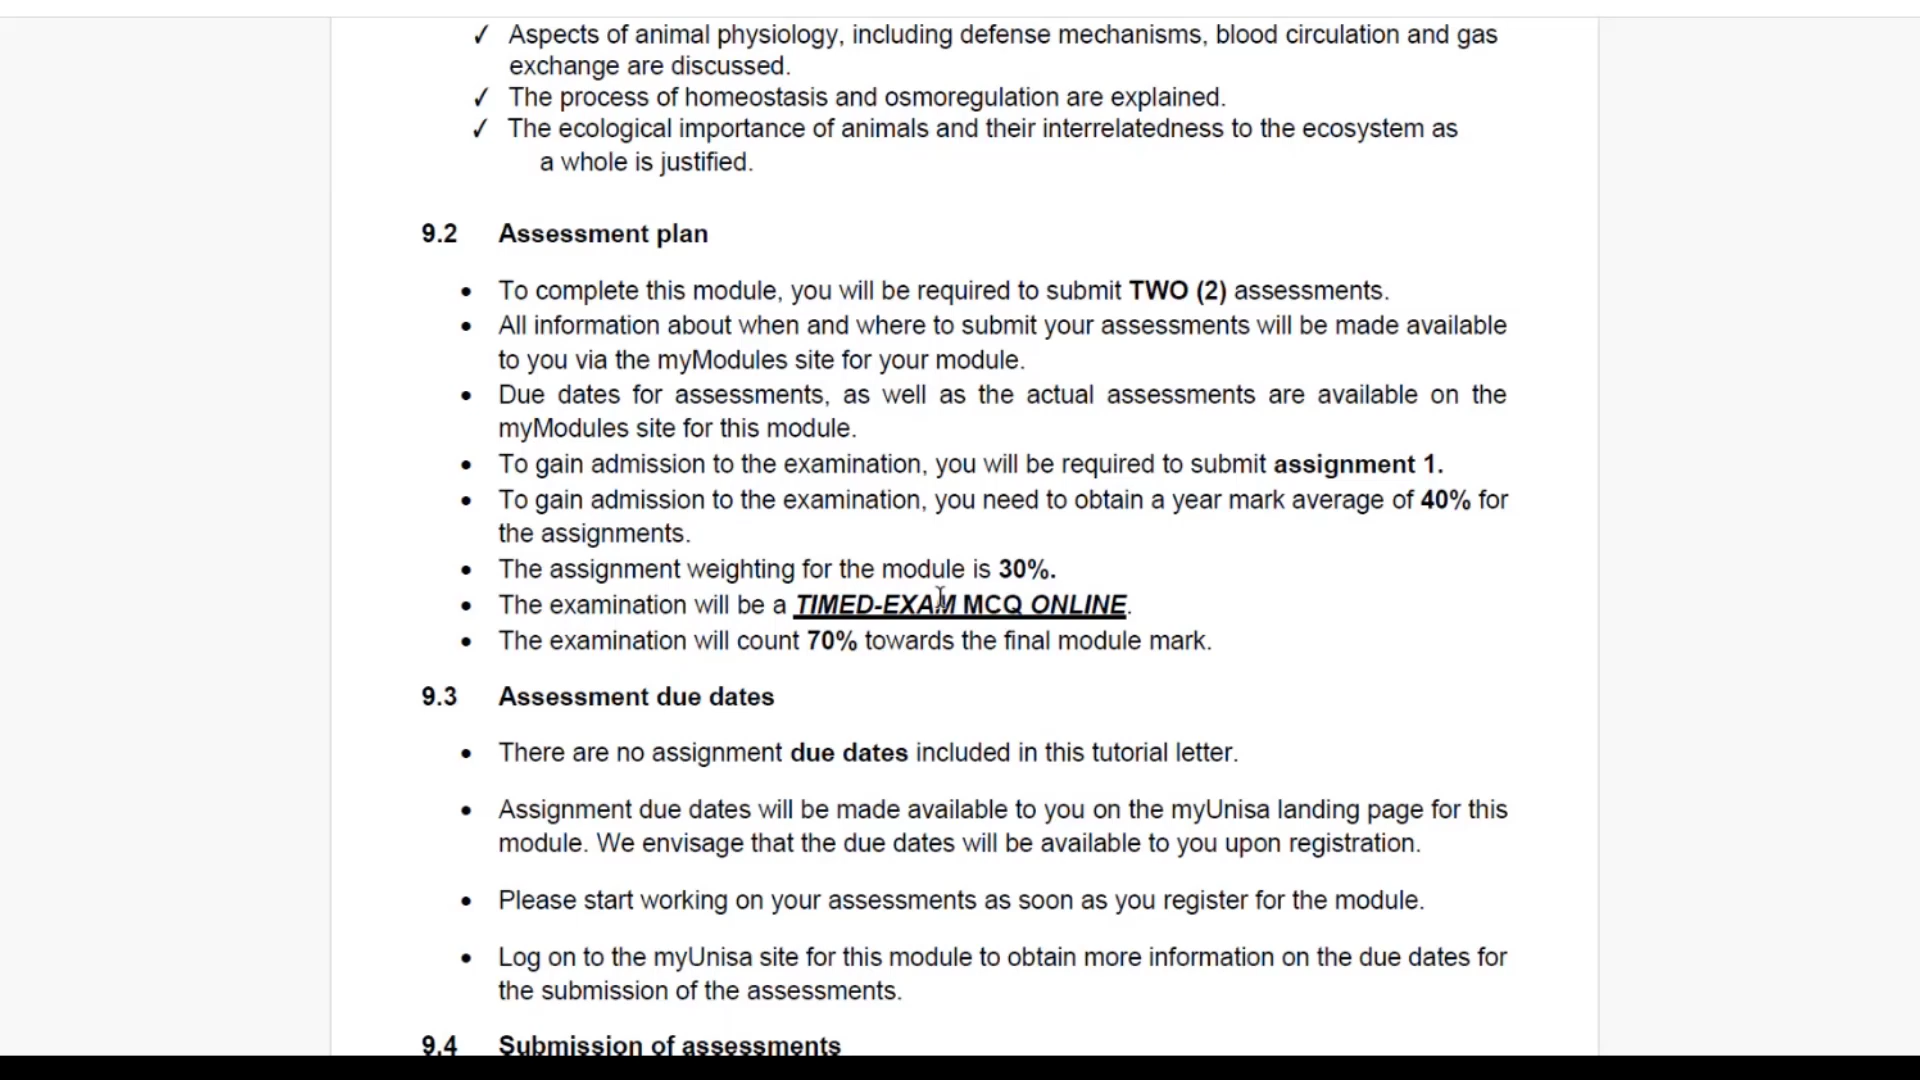 ✓ Aspects of animal physiology, including defense mechanisms, blood circulation and gas
exchange are discussed.
✓ The process of homeostasis and osmoregulation are explained.
✓ The ecological importance of animals and their interrelatedness to the ecosystem as
a whole is justified.
9.2 Assessment plan
• To complete this module, you will be required to submit TWO (2) assessments.
• All information about when and where to submit your assessments will be made available
to you via the myModules site for your module.
• Due dates for assessments, as well as the actual assessments are available on the
myModules site for this module.
• To gain admission to the examination, you will be required to submit assignment 1.
• To gain admission to the examination, you need to obtain a year mark average of 40% for
the assignments.
• The assignment weighting for the module is 30%.
• The examination will be a TIMED-EXAM MCQ ONLINE.
• The examination will count 70% towards the final module mark.
9.3 Assessment due dates
• There are no assignment due dates included in this tutorial letter.
• Assignment due dates will be made available to you on the myUnisa landing page for this
module. We envisage that the due dates will be available to you upon registration.
• Please start working on your assessments as soon as you register for the module.
• Log on to the myUnisa site for this module to obtain more information on the due dates for
the submission of the assessments.
9.4 Submission of assessments